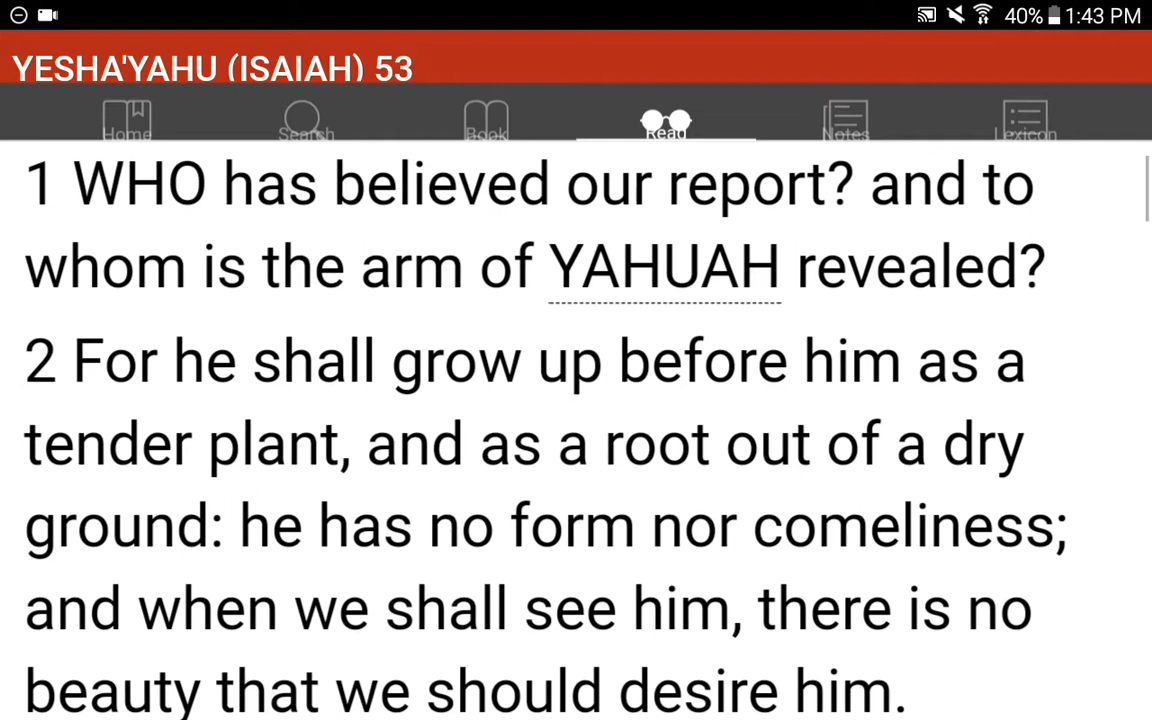 40% 1:43 PM
YESHA'YAHU (ISAIAH) 53
Home Search Book Read Notes Lexicon
1 WHO has believed our report? and to
whom is the arm of YAHUAH revealed?
2 For he shall grow up before him as a
tender plant, and as a root out of a dry
ground: he has no form nor comeliness;
and when we shall see him, there is no
beauty that we should desire him.